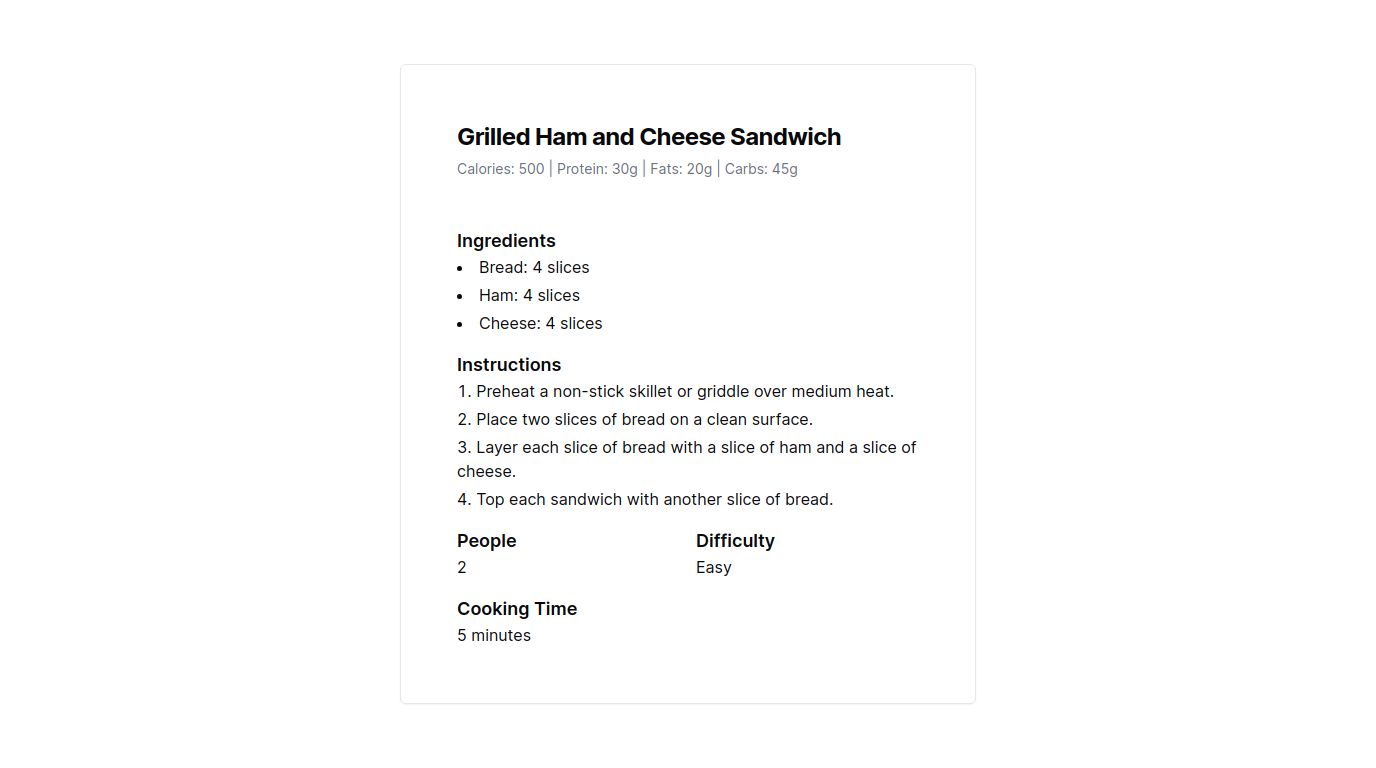 Grilled Ham and Cheese Sandwich
Calories: 500 | Protein: 30g | Fats: 20g | Carbs: 45g
Ingredients
• Bread: 4 slices
• Ham: 4 slices
• Cheese: 4 slices
Instructions
1. Preheat a non-stick skillet or griddle over medium heat.
2. Place two slices of bread on a clean surface.
3. Layer each slice of bread with a slice of ham and a slice of
cheese.
4. Top each sandwich with another slice of bread.
People
2
Difficulty
Easy
Cooking Time
5 minutes